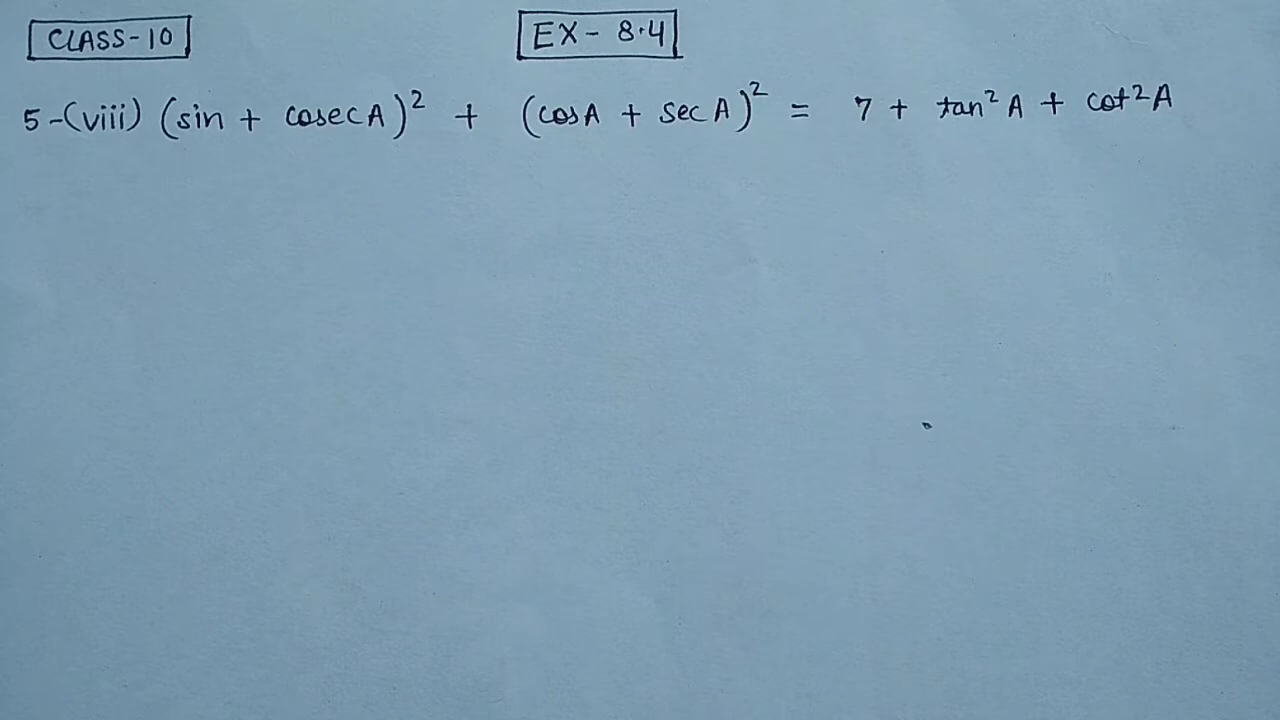 CLASS-10
EX- 8.4
5-(viii) (sin + cosecA)² + (cosA + secA)² = 7 + tan²A + cot²A